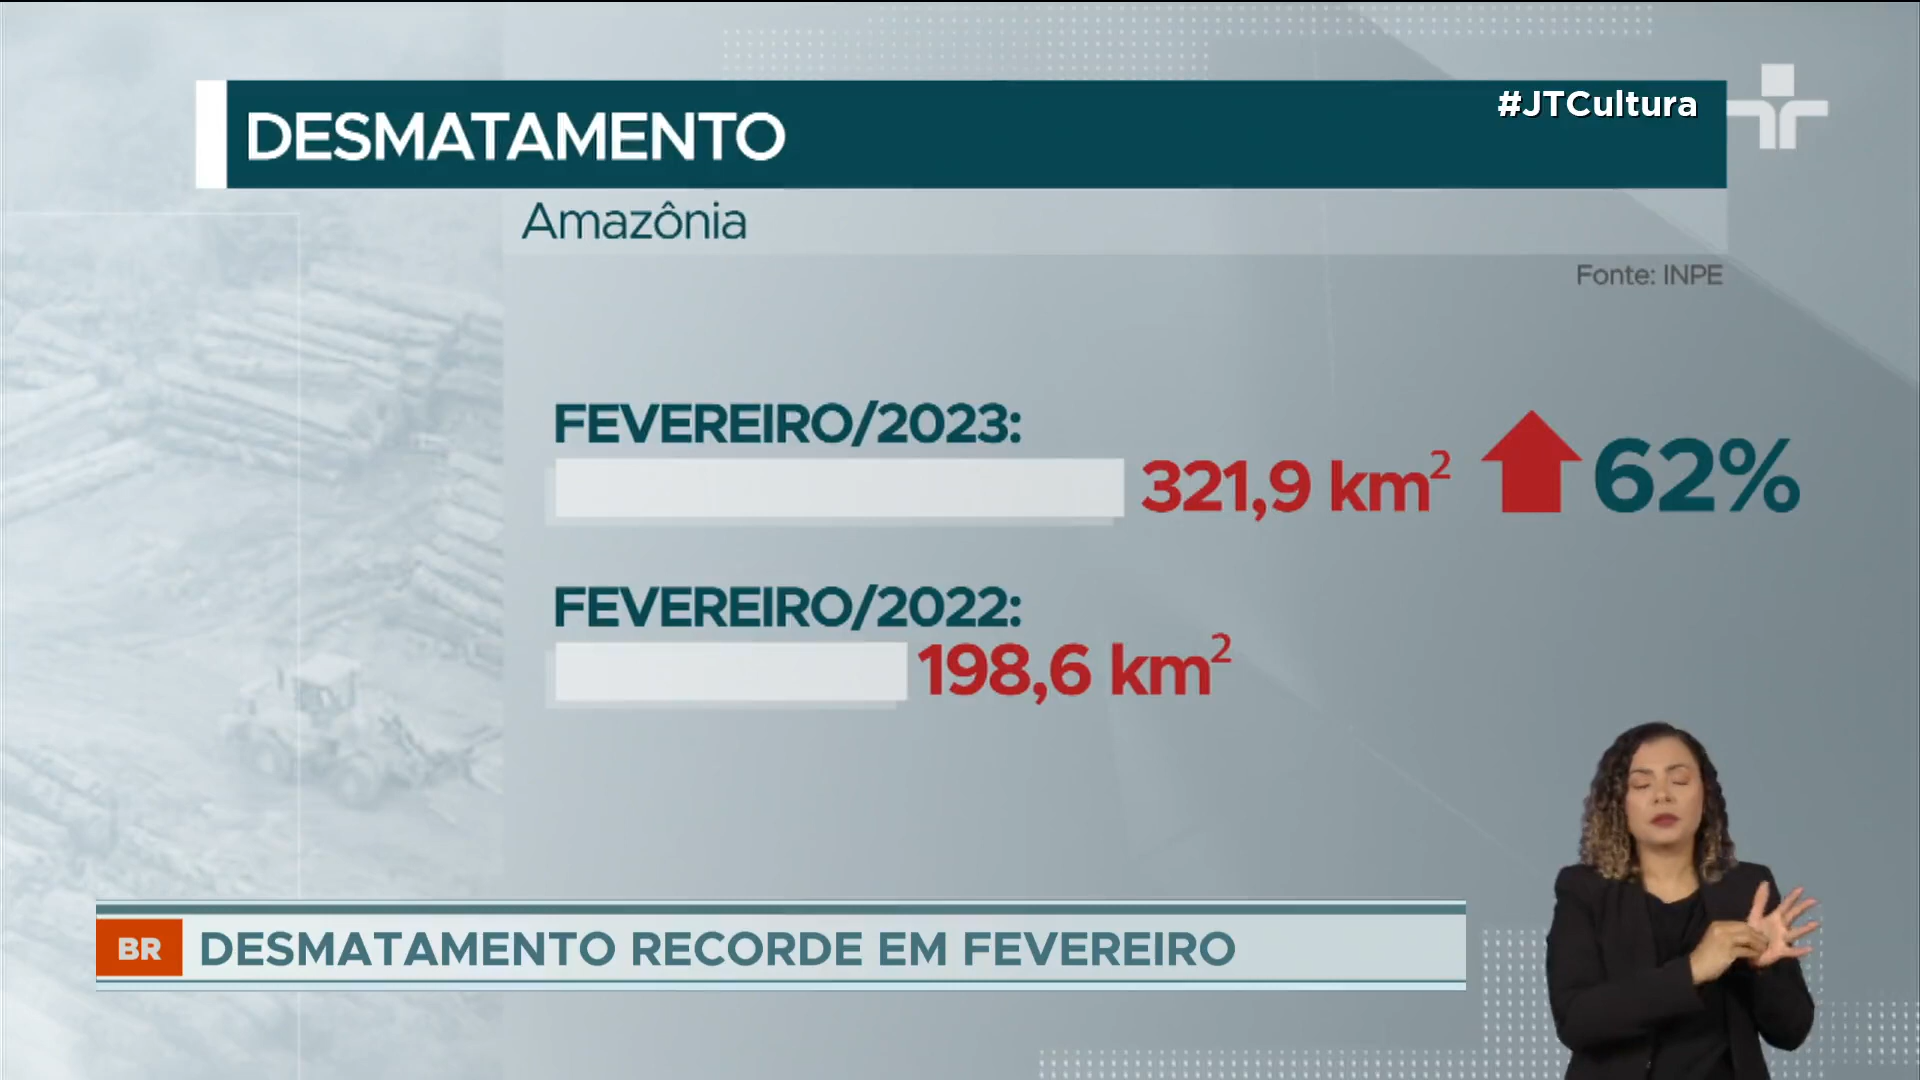 #JTCultura
DESMATAMENTO
Amazônia
Fonte: INPE
FEVEREIRO/2023:
321,9 km² 62%
FEVEREIRO/2022:
198,6 km²
BR DESMATAMENTO RECORDE EM FEVEREIRO